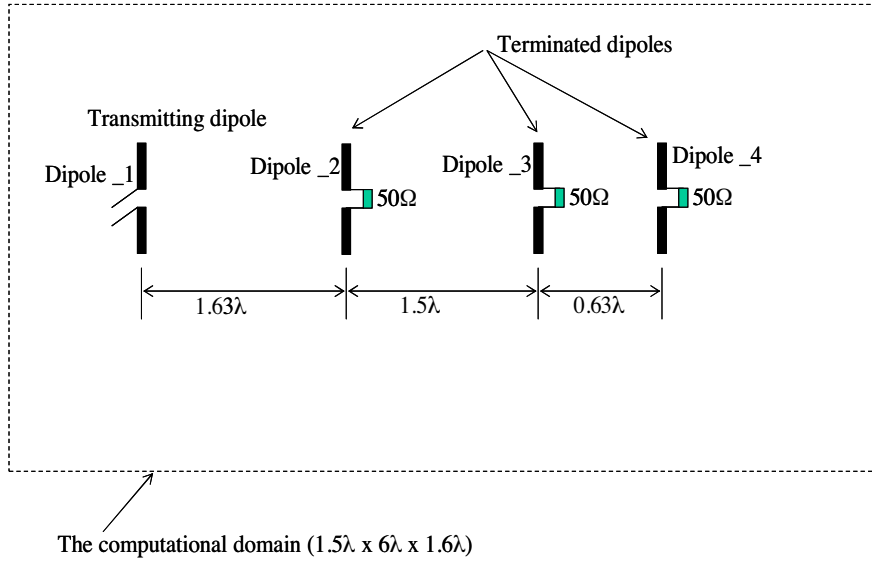 Terminated dipoles
Transmitting dipole
Dipole _1
Dipole _2
Dipole _3
Dipole _4
50Ω
50Ω
50Ω
1.63λ
1.5λ
0.63λ
The computational domain (1.5λ x 6λ x 1.6λ)